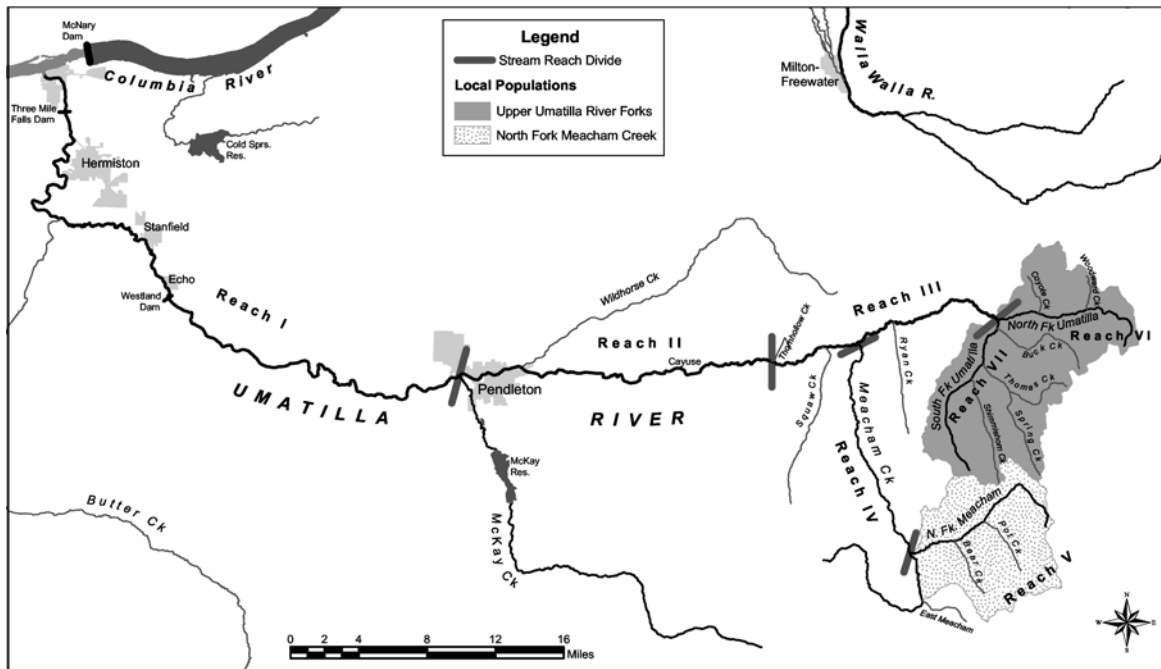 McNary
Dam
Columbia River
Three Mile
Falls Dam
Cold Sprs.
Res.
Hermiston
Stanfield
Echo
Westland
Dam
Reach I
UMATILLA
RIVER
Butter Ck
Legend
Stream Reach Divide
Local Populations
Upper Umatilla River Forks
North Fork Meacham Creek
Milton-
Freewater
Walla Walla R.
Wildhorse Ck
Reach II
Cayuse
Pendleton
McKay
Res.
McKay Ck
Thornhollow Ck
Reach III
Squaw Ck
Ryan Ck
Meacham Ck
Reach IV
Coyote Ck
Woodward Ck
North Fk Umatilla
Reach VI
Buck Ck
South Fk Umatilla
Reach VII
Thomas Ck
Shimmiehorn Ck
Spring Ck
N. Fk. Meacham
Bear Ck
Pot Ck
Reach V
East Meacham
0 1 2 4 8 12 16
Miles
N
W E
S